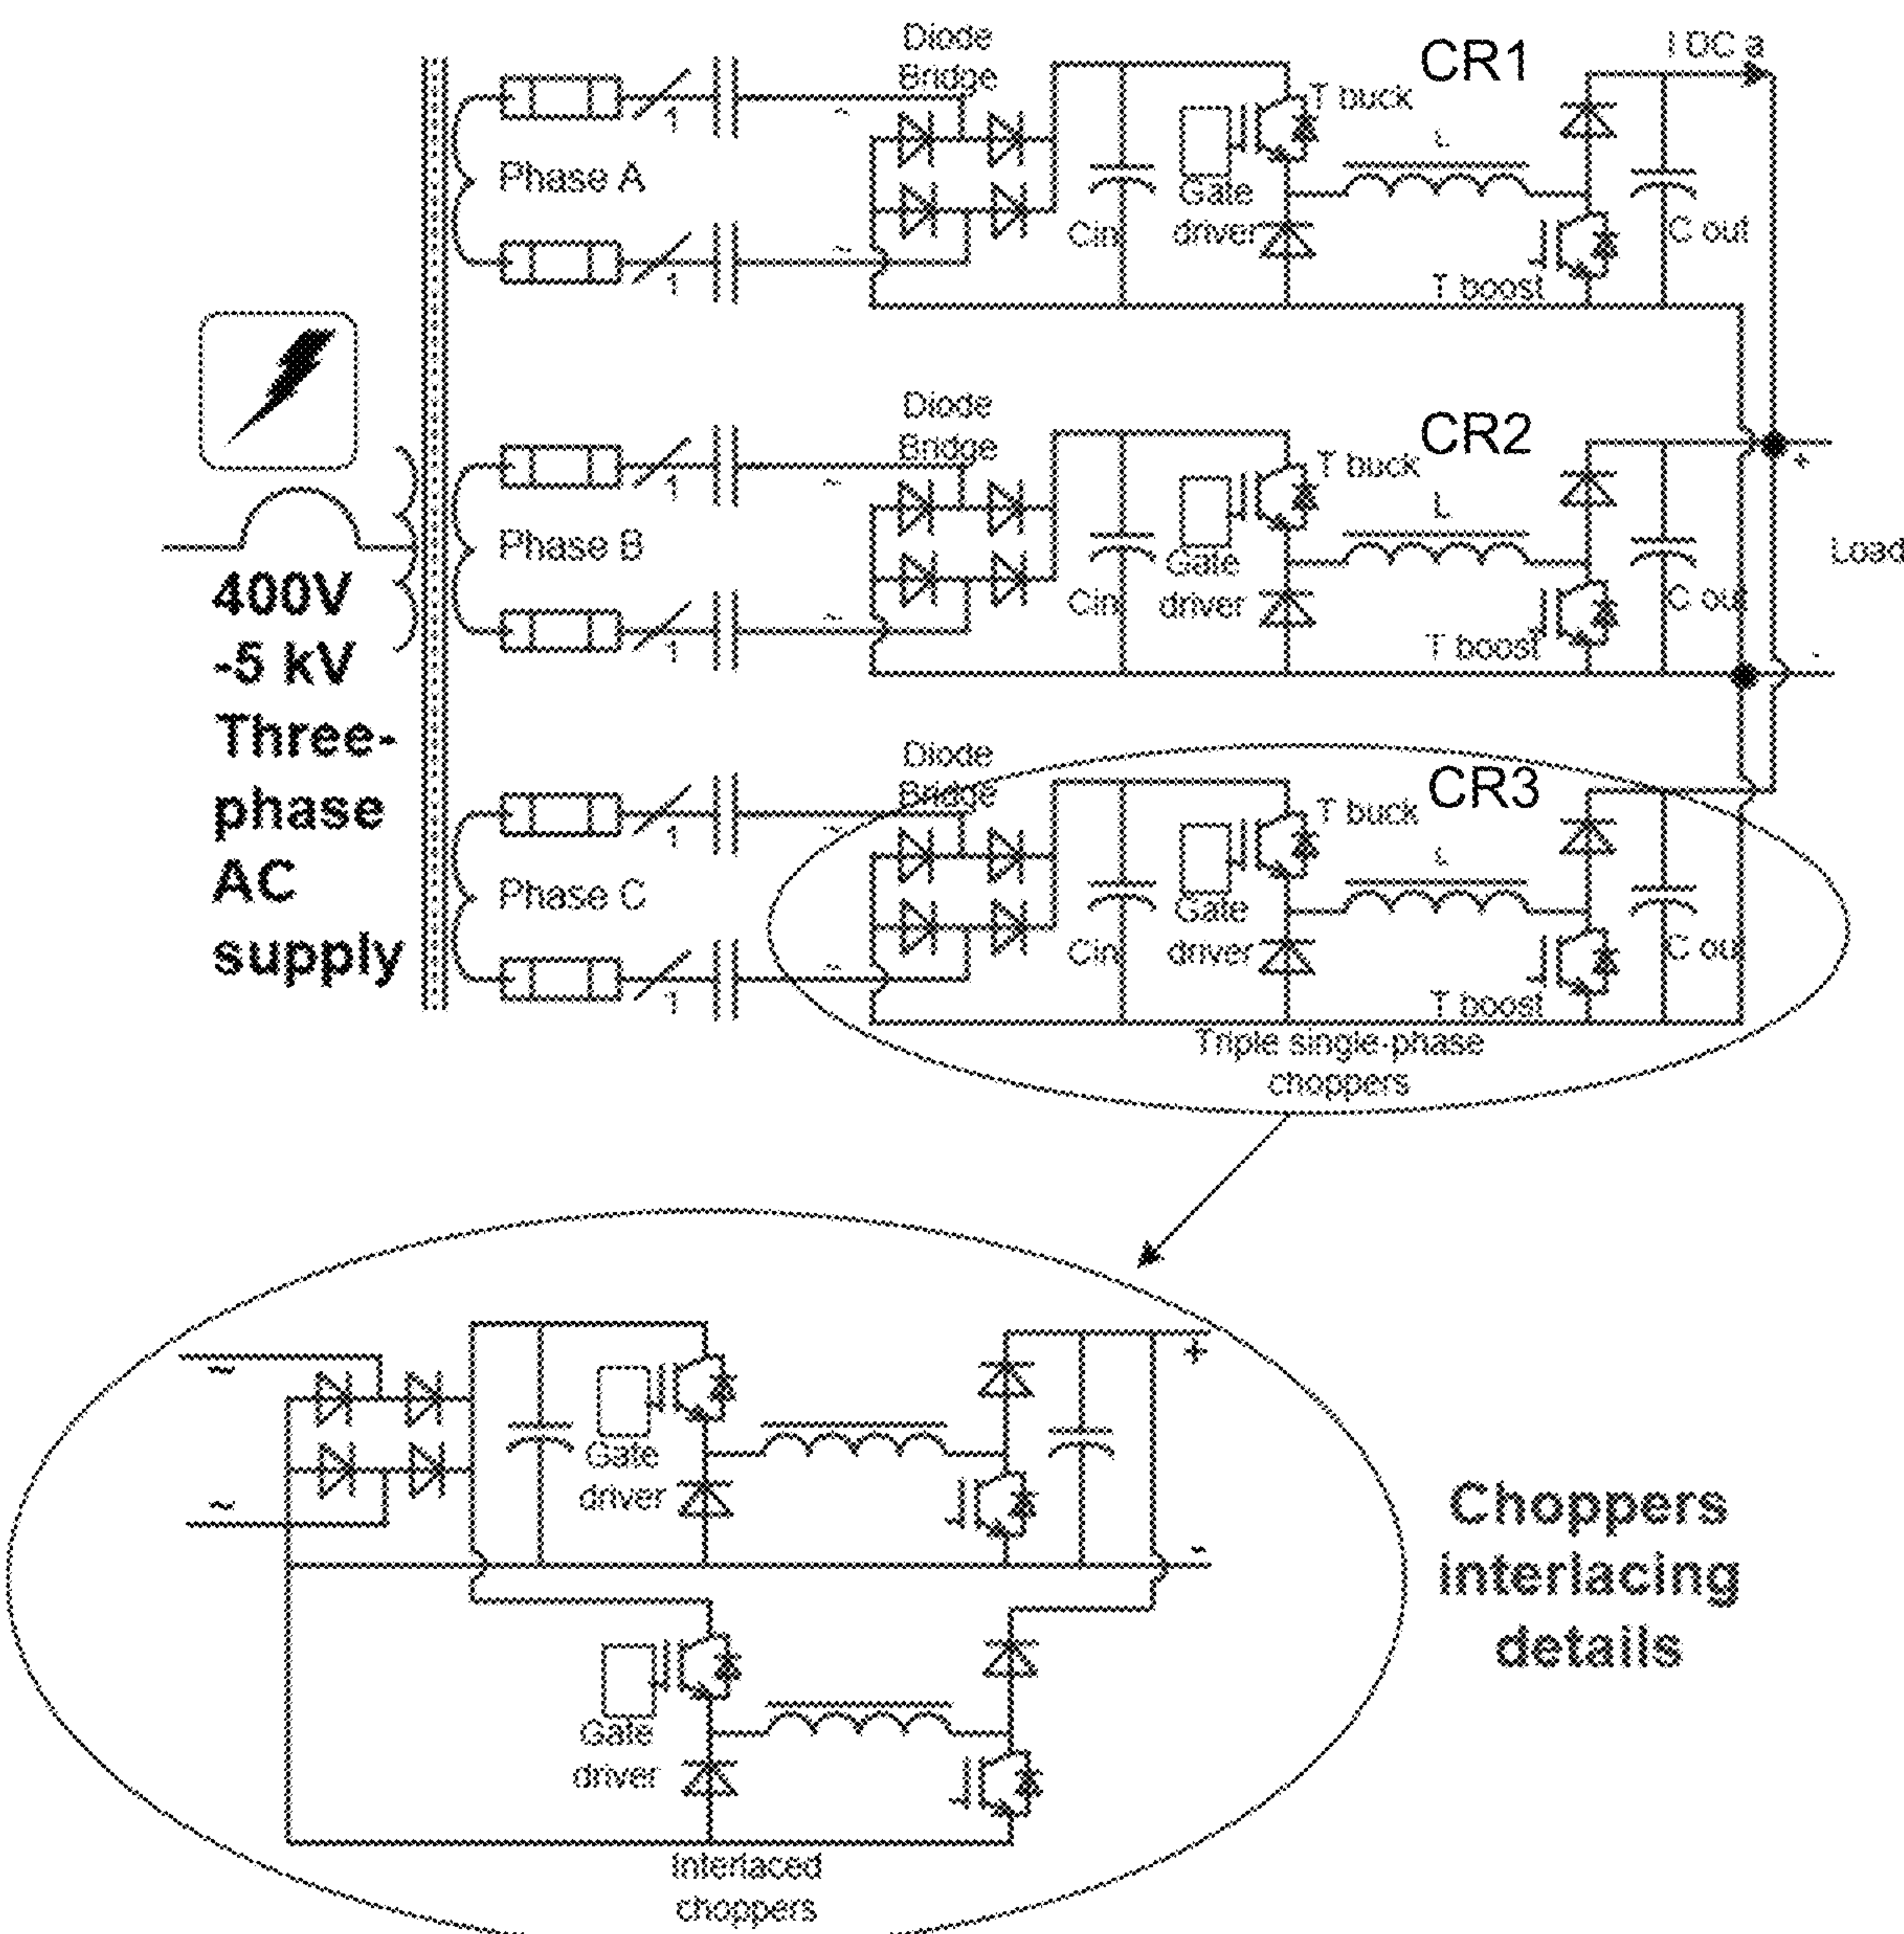 Diode
Bridge
CR1
I DC a
T buck
L
1
~
Phase A
Gate
driver
Cin
C out
1
~
T boost
Diode
Bridge
CR2
T buck
L
1
~
+
Phase B
Gate
driver
Cin
C out
Load
1
~
T boost
-
400V
-5 kV
Three-
phase
AC
supply
Diode
Bridge
CR3
T buck
L
1
~
Phase C
Gate
driver
Cin
C out
1
~
T boost
Triple single-phase
choppers
~
+
Gate
driver
~
-
Choppers
interlacing
details
Gate
driver
Interlaced
choppers